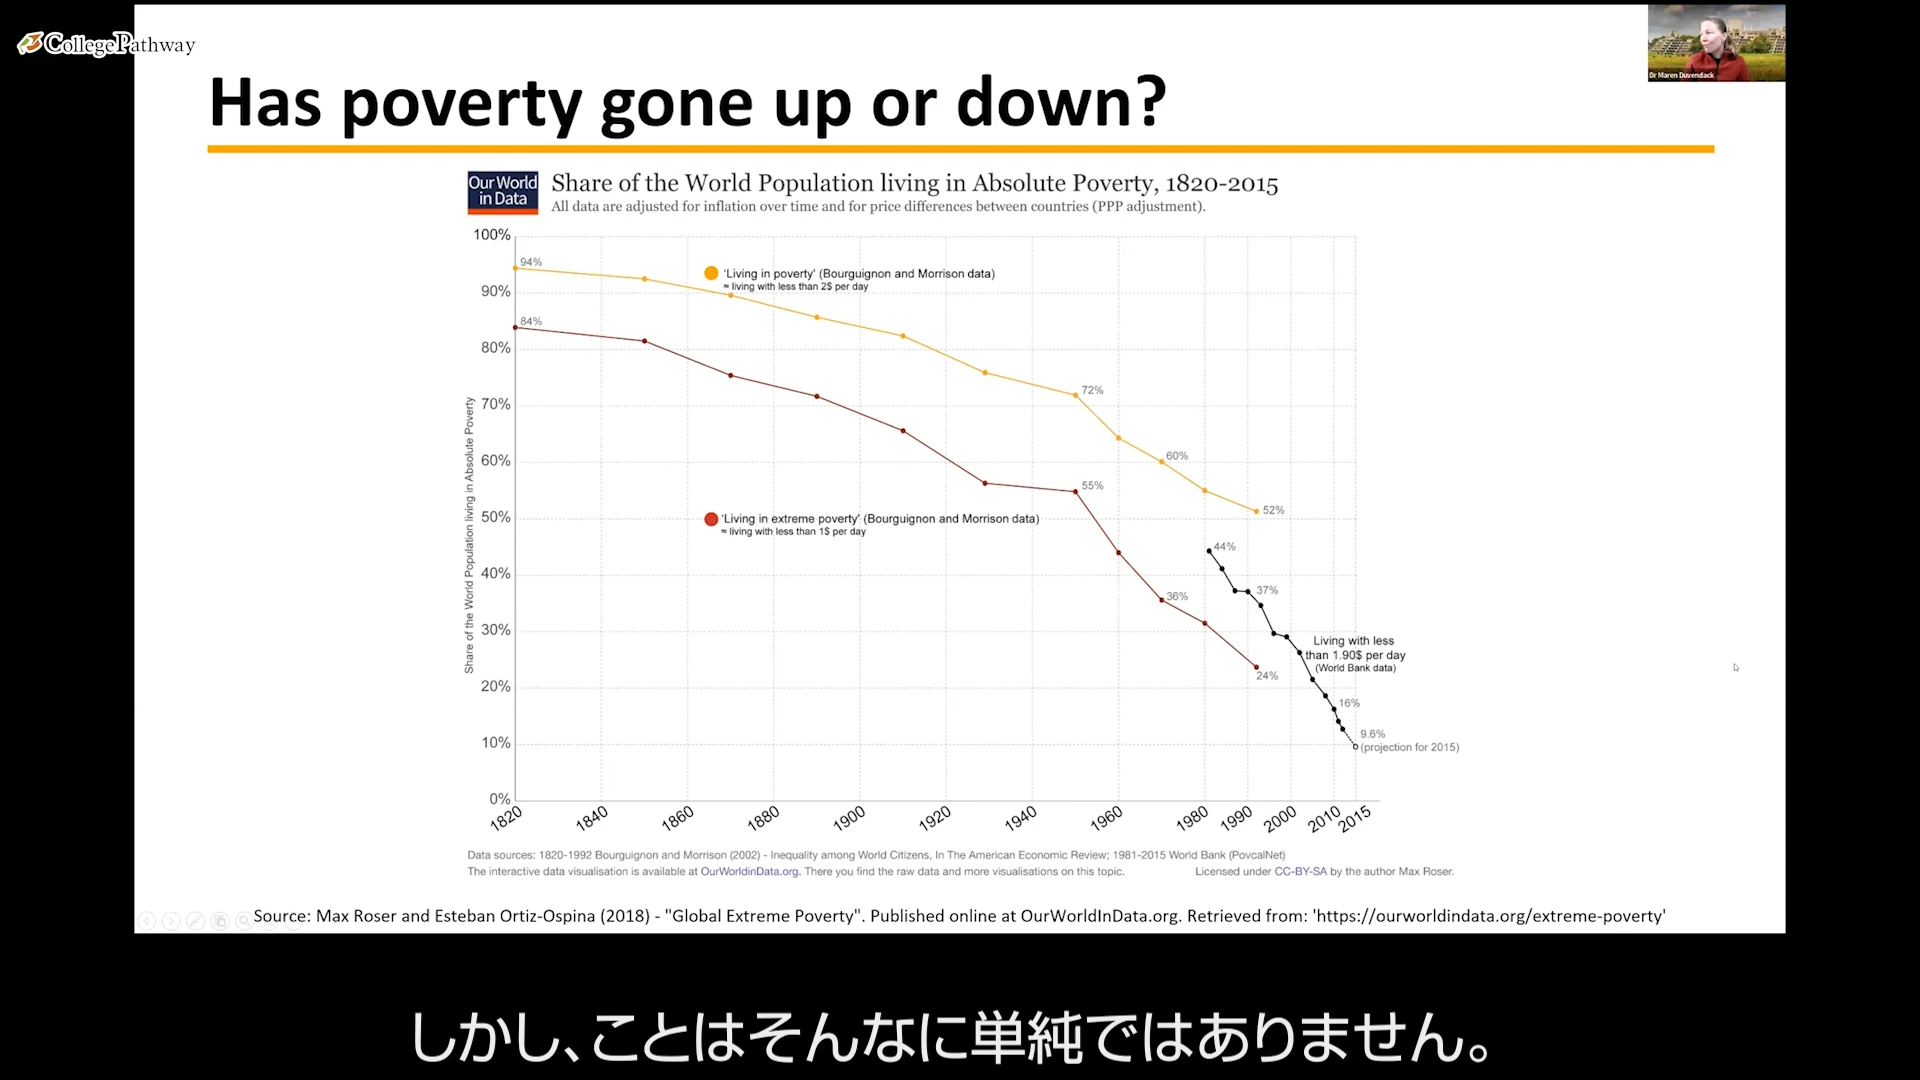 CollegePathway
Dr Maren Duvendack
Has poverty gone up or down?
Our World
in Data
Share of the World Population living in Absolute Poverty, 1820-2015
All data are adjusted for inflation over time and for price differences between countries (PPP adjustment).
Share of the World Population living in Absolute Poverty
100%
90%
80%
70%
60%
50%
40%
30%
20%
10%
0%
94%
'Living in poverty' (Bourguignon and Morrison data)
= living with less than 2$ per day
84%
72%
60%
55%
52%
'Living in extreme poverty' (Bourguignon and Morrison data)
= living with less than 1$ per day
44%
37%
36%
Living with less
than 1.90$ per day
(World Bank data)
24%
16%
9.6%
(projection for 2015)
1820
1840
1860
1880
1900
1920
1940
1960
1980
1990
2000
2010
2015
Data sources: 1820-1992 Bourguignon and Morrison (2002) - Inequality among World Citizens, In The American Economic Review; 1981-2015 World Bank (PovcalNet)
The interactive data visualisation is available at OurWorldinData.org. There you find the raw data and more visualisations on this topic.
Licensed under CC-BY-SA by the author Max Roser.
Source: Max Roser and Esteban Ortiz-Ospina (2018) - "Global Extreme Poverty". Published online at OurWorldInData.org. Retrieved from: 'https://ourworldindata.org/extreme-poverty'
しかし、ことはそんなに単純ではありません。